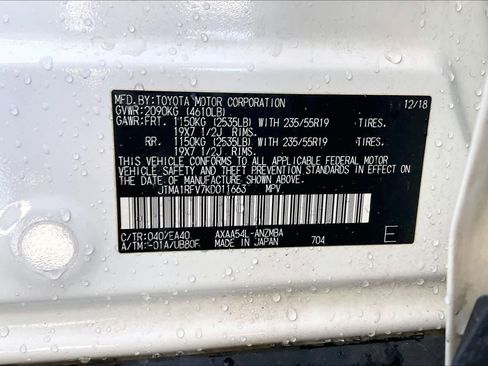 MFD.BY:TOYOTA MOTOR CORPORATION 12/18
GVWR:2090KG (4610LB)
GAWR:FRT. 1150KG (2535LB) WITH 235/55R19 TIRES.
19X7 1/2J RIMS.
RR. 1150KG (2535LB) WITH 235/55R19 TIRES.
19X7 1/2J RIMS.
THIS VEHICLE CONFORMS TO ALL APPLICABLE FEDERAL MOTOR
VEHICLE SAFETY STANDARDS IN EFFECT ON THE DATE OF
MANUFACTURE SHOWN ABOVE.
JTMA1RFV7KD011663 MPV
C/TR:040/EA40 AXAA54L-ANZMBA
A/TM:-01A/UB80F MADE IN JAPAN 704 E